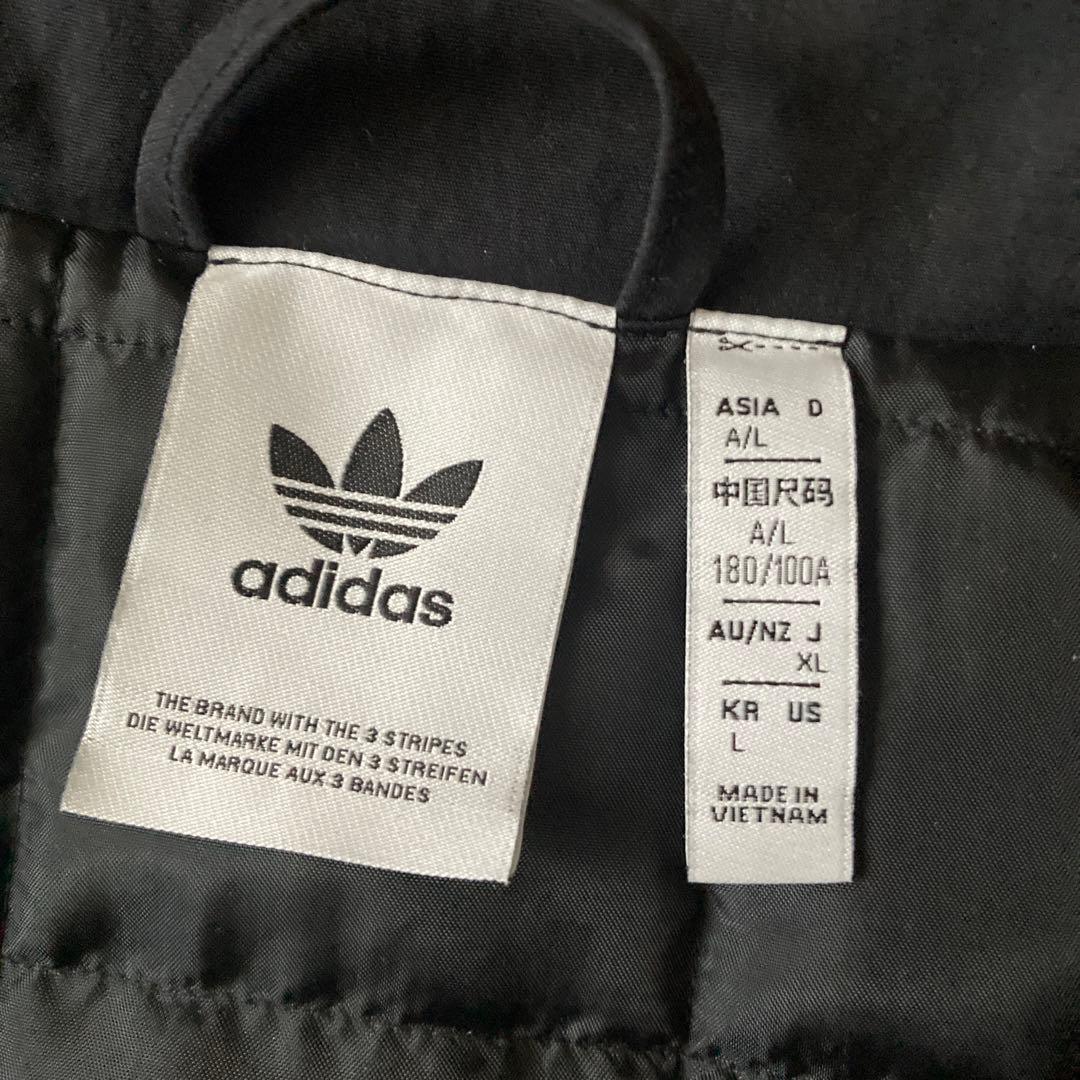 adidas
THE BRAND WITH THE 3 STRIPES
DIE WELTMARKE MIT DEN 3 STREIFEN
LA MARQUE AUX 3 BANDES
ASIA D
A/L
中国尺码
A/L
180/100A
AU/NZ J
XL
KR US
L
MADE IN
VIETNAM